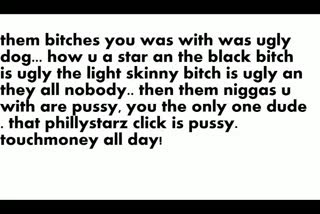 them bitches you was with was ugly
dog... how u a star an the black bitch
is ugly the light skinny bitch is ugly an
they all nobody.. then them niggas u
with are pussy, you the only one dude
. that phillystarz click is pussy.
touchmoney all day!